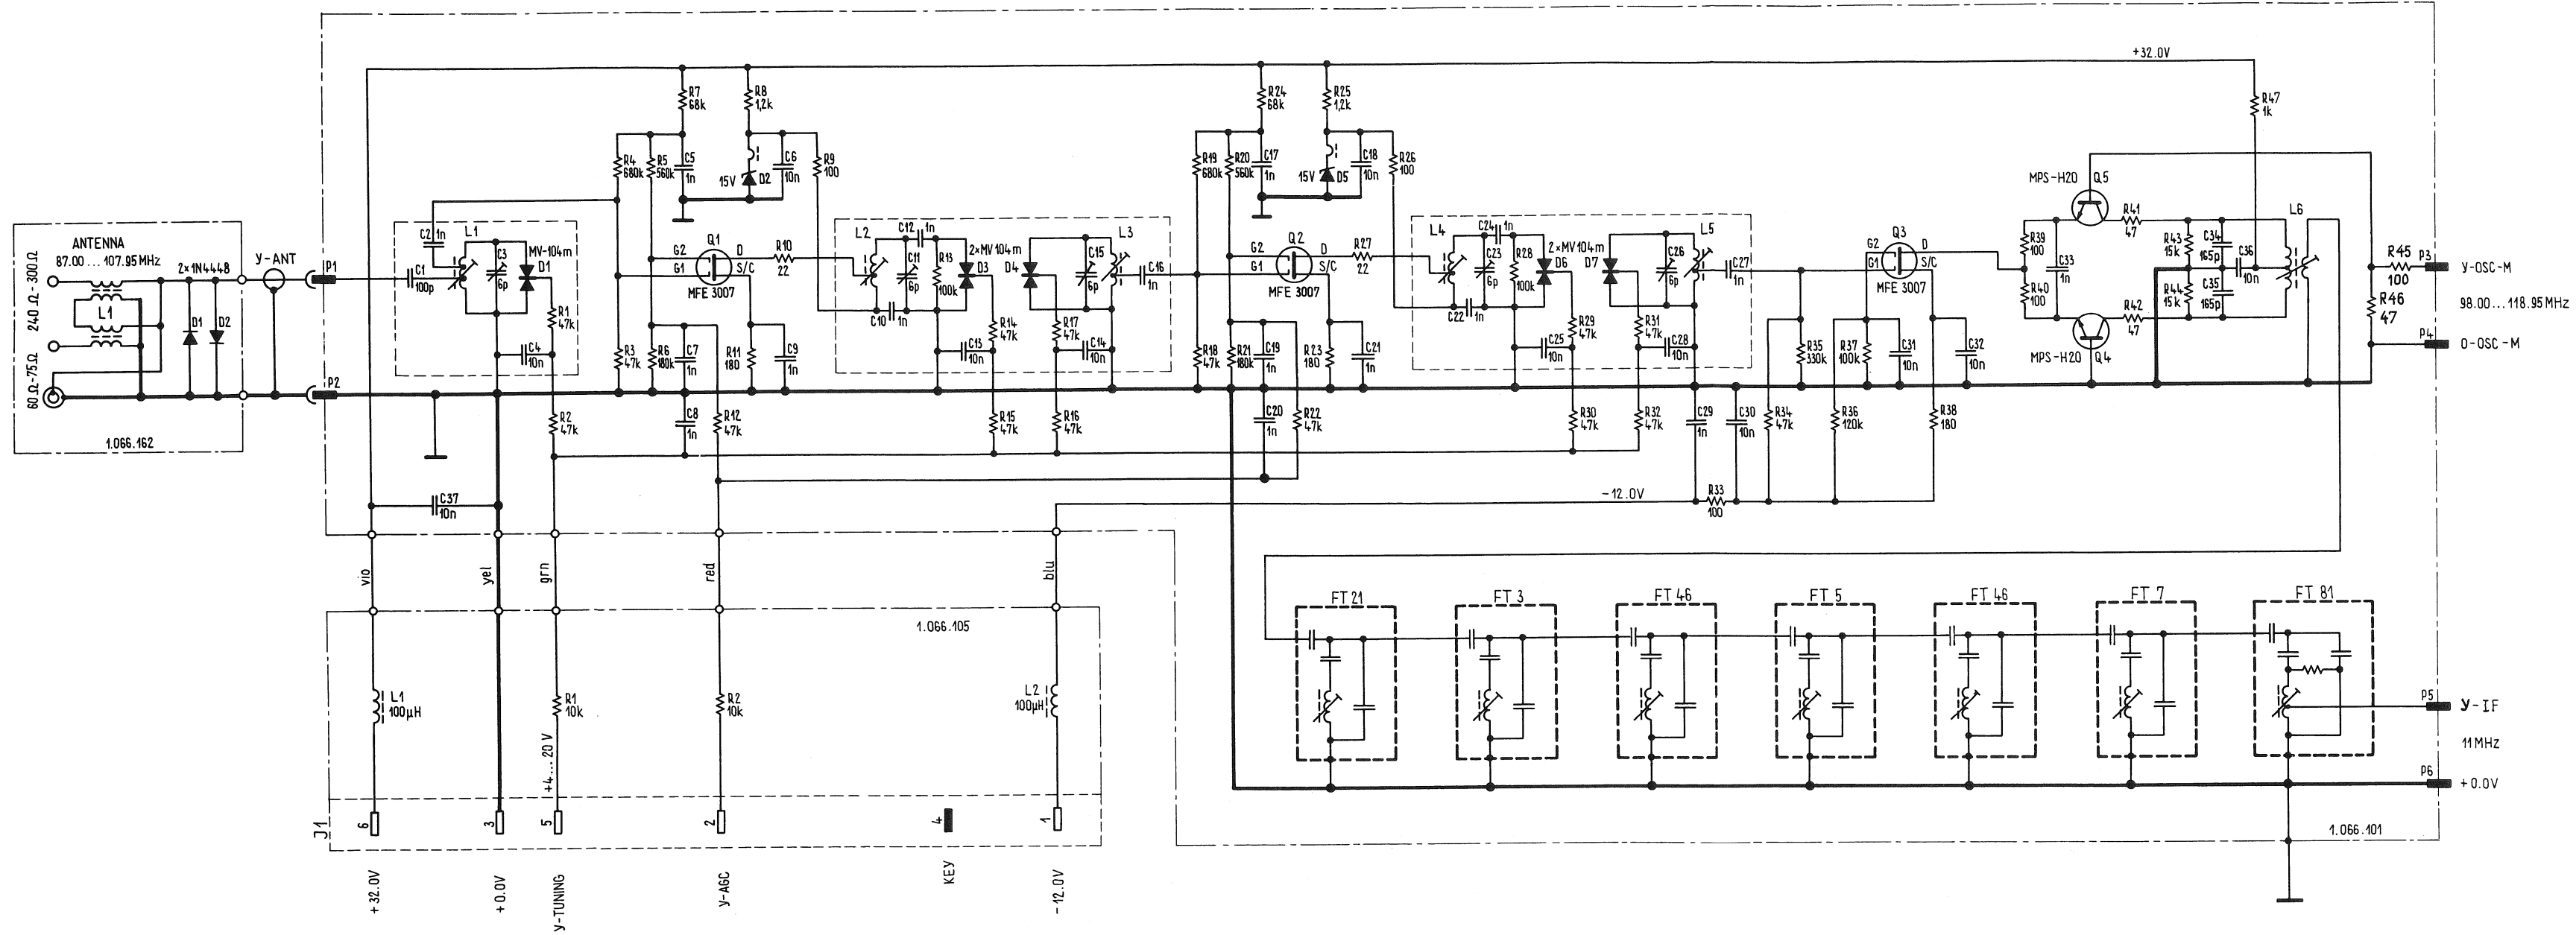 +32.0V
R7
68k
R8
1,2k
R24
68k
R25
1,2k
R47
1k
R4
680k
R5
560k
C5
1n
15V
D2
C6
10n
R9
100
R19
680k
R20
560k
C17
1n
15V
D5
C18
10n
R26
100
MPS-H20
Q5
ANTENNA
87.00 ... 107.95 MHz
240 Ω - 300 Ω
L1
60 Ω - 75 Ω
2×1N4448
D1
D2
1.066.162
Y-ANT
P1
P2
C1
100p
C2
1n
L1
C3
6p
MV-104m
D1
R1
47k
C4
10n
R2
47k
G2
G1
Q1
D
S/C
MFE 3007
R10
22
R3
47k
R6
180k
C7
1n
R11
180
C9
1n
C8
1n
R12
47k
L2
C12
1n
C11
6p
R13
100k
C10
1n
2×MV104m
D3
D4
R14
47k
C13
10n
R15
47k
R17
47k
C14
10n
R16
47k
C15
6p
L3
C16
1n
G2
G1
Q2
D
S/C
MFE 3007
R27
22
R18
47k
R21
180k
C19
1n
R23
180
C21
1n
C20
1n
R22
47k
L4
C24
1n
C23
6p
R28
100k
C22
1n
2×MV104m
D6
D7
R29
47k
C25
10n
R30
47k
R31
47k
C28
10n
R32
47k
C26
6p
L5
C27
1n
C29
1n
C30
10n
R34
47k
R35
330k
R36
120k
R37
100k
C31
10n
C32
10n
R38
180
G2
G1
Q3
D
S/C
MFE 3007
R39
100
R40
100
C33
1n
R41
47
R42
47
MPS-H20
Q4
R43
15k
R44
15k
C34
165p
C35
165p
C36
10n
L6
R45
100
R46
47
P3
Y-OSC-M
98.00 ... 118.95 MHz
P4
0-OSC-M
-12.0V
R33
100
C37
10n
vio
yel
grn
red
blu
1.066.105
L1
100µH
R1
10k
+4 ... 20 V
R2
10k
L2
100µH
J1
6
3
5
2
4
1
+32.0V
+0.0V
Y-TUNING
Y-AGC
KEY
-12.0V
FT 21
FT 3
FT 46
FT 5
FT 46
FT 7
FT 81
P5
Y-IF
11MHz
P6
+0.0V
1.066.101